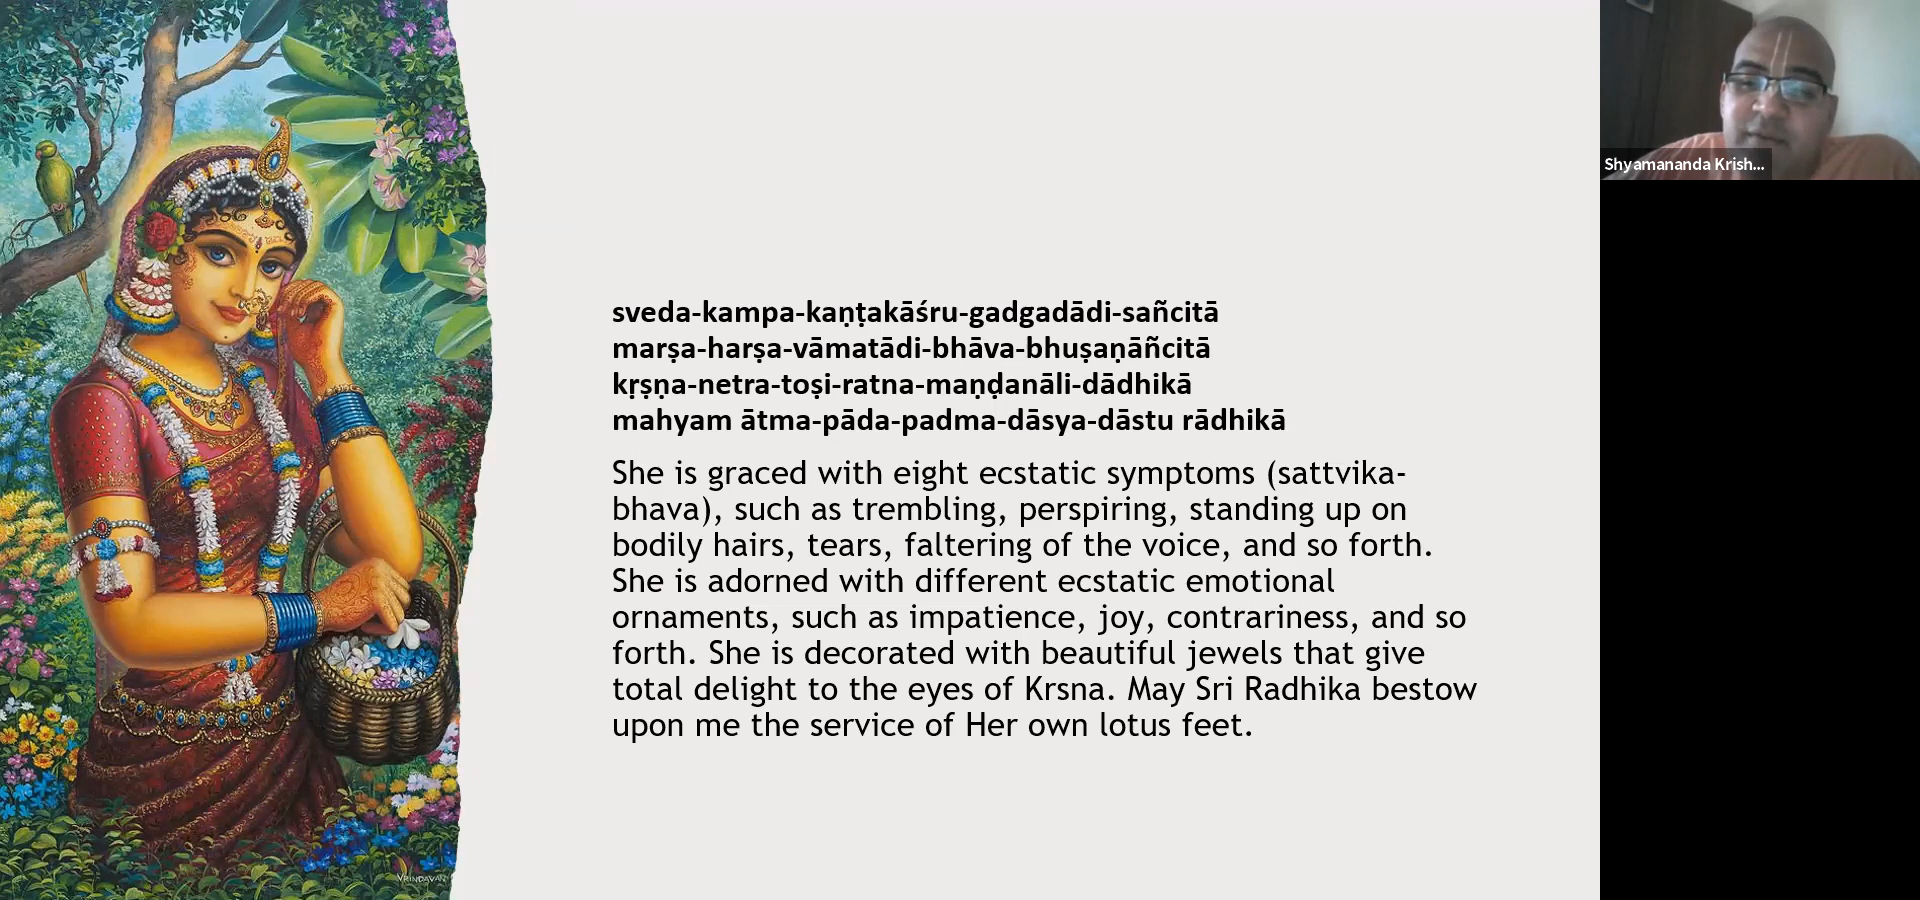 sveda-kampa-kaṇṭakāśru-gadgadādi-sañcitā
marṣa-harṣa-vāmatādi-bhāva-bhuṣaṇāñcitā
kṛṣṇa-netra-toṣi-ratna-maṇḍanāli-dādhikā
mahyam ātma-pāda-padma-dāsya-dāstu rādhikā
She is graced with eight ecstatic symptoms (sattvika-
bhava), such as trembling, perspiring, standing up on
bodily hairs, tears, faltering of the voice, and so forth.
She is adorned with different ecstatic emotional
ornaments, such as impatience, joy, contrariness, and so
forth. She is decorated with beautiful jewels that give
total delight to the eyes of Krsna. May Sri Radhika bestow
upon me the service of Her own lotus feet.
Shyamananda Krish...
VRINDAVAN